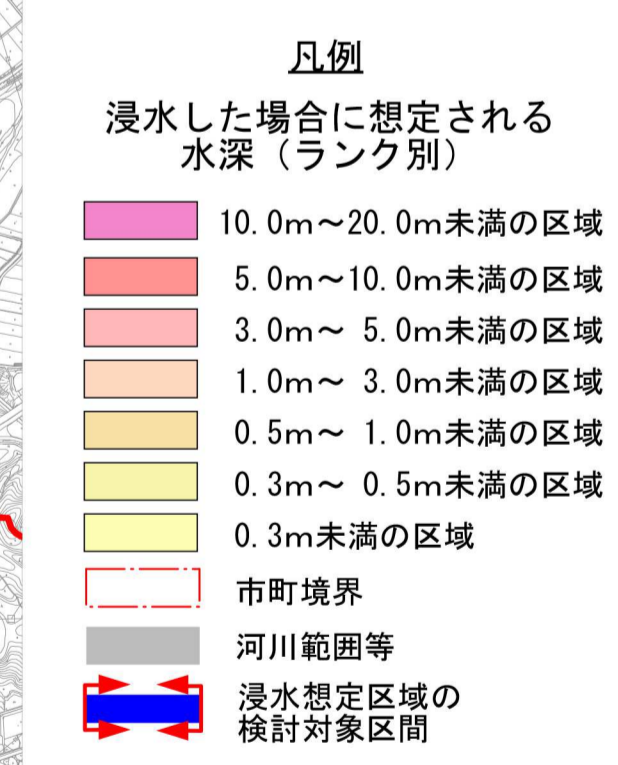 凡例
浸水した場合に想定される
水深（ランク別）
10.0m～20.0m未満の区域
5.0m～10.0m未満の区域
3.0m～ 5.0m未満の区域
1.0m～ 3.0m未満の区域
0.5m～ 1.0m未満の区域
0.3m～ 0.5m未満の区域
0.3m未満の区域
市町境界
河川範囲等
浸水想定区域の
検討対象区間